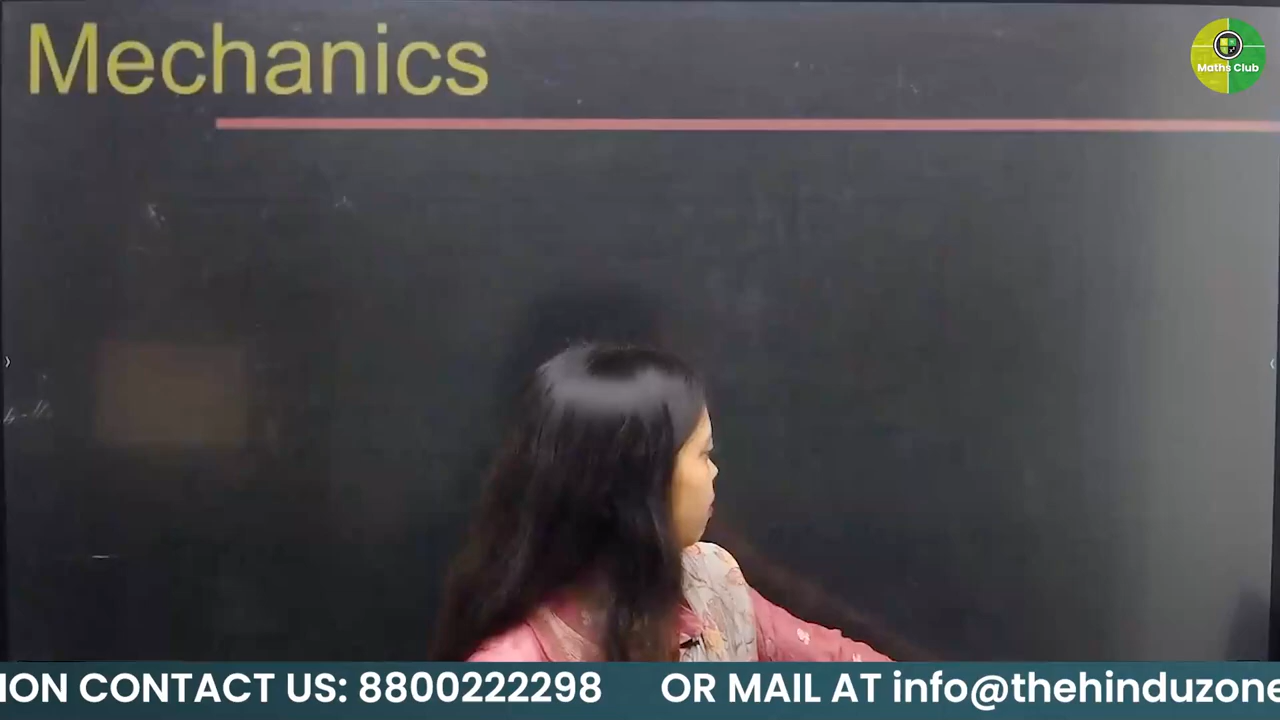 Mechanics
Maths Club
ION CONTACT US: 8800222298 OR MAIL AT info@thehinduzone